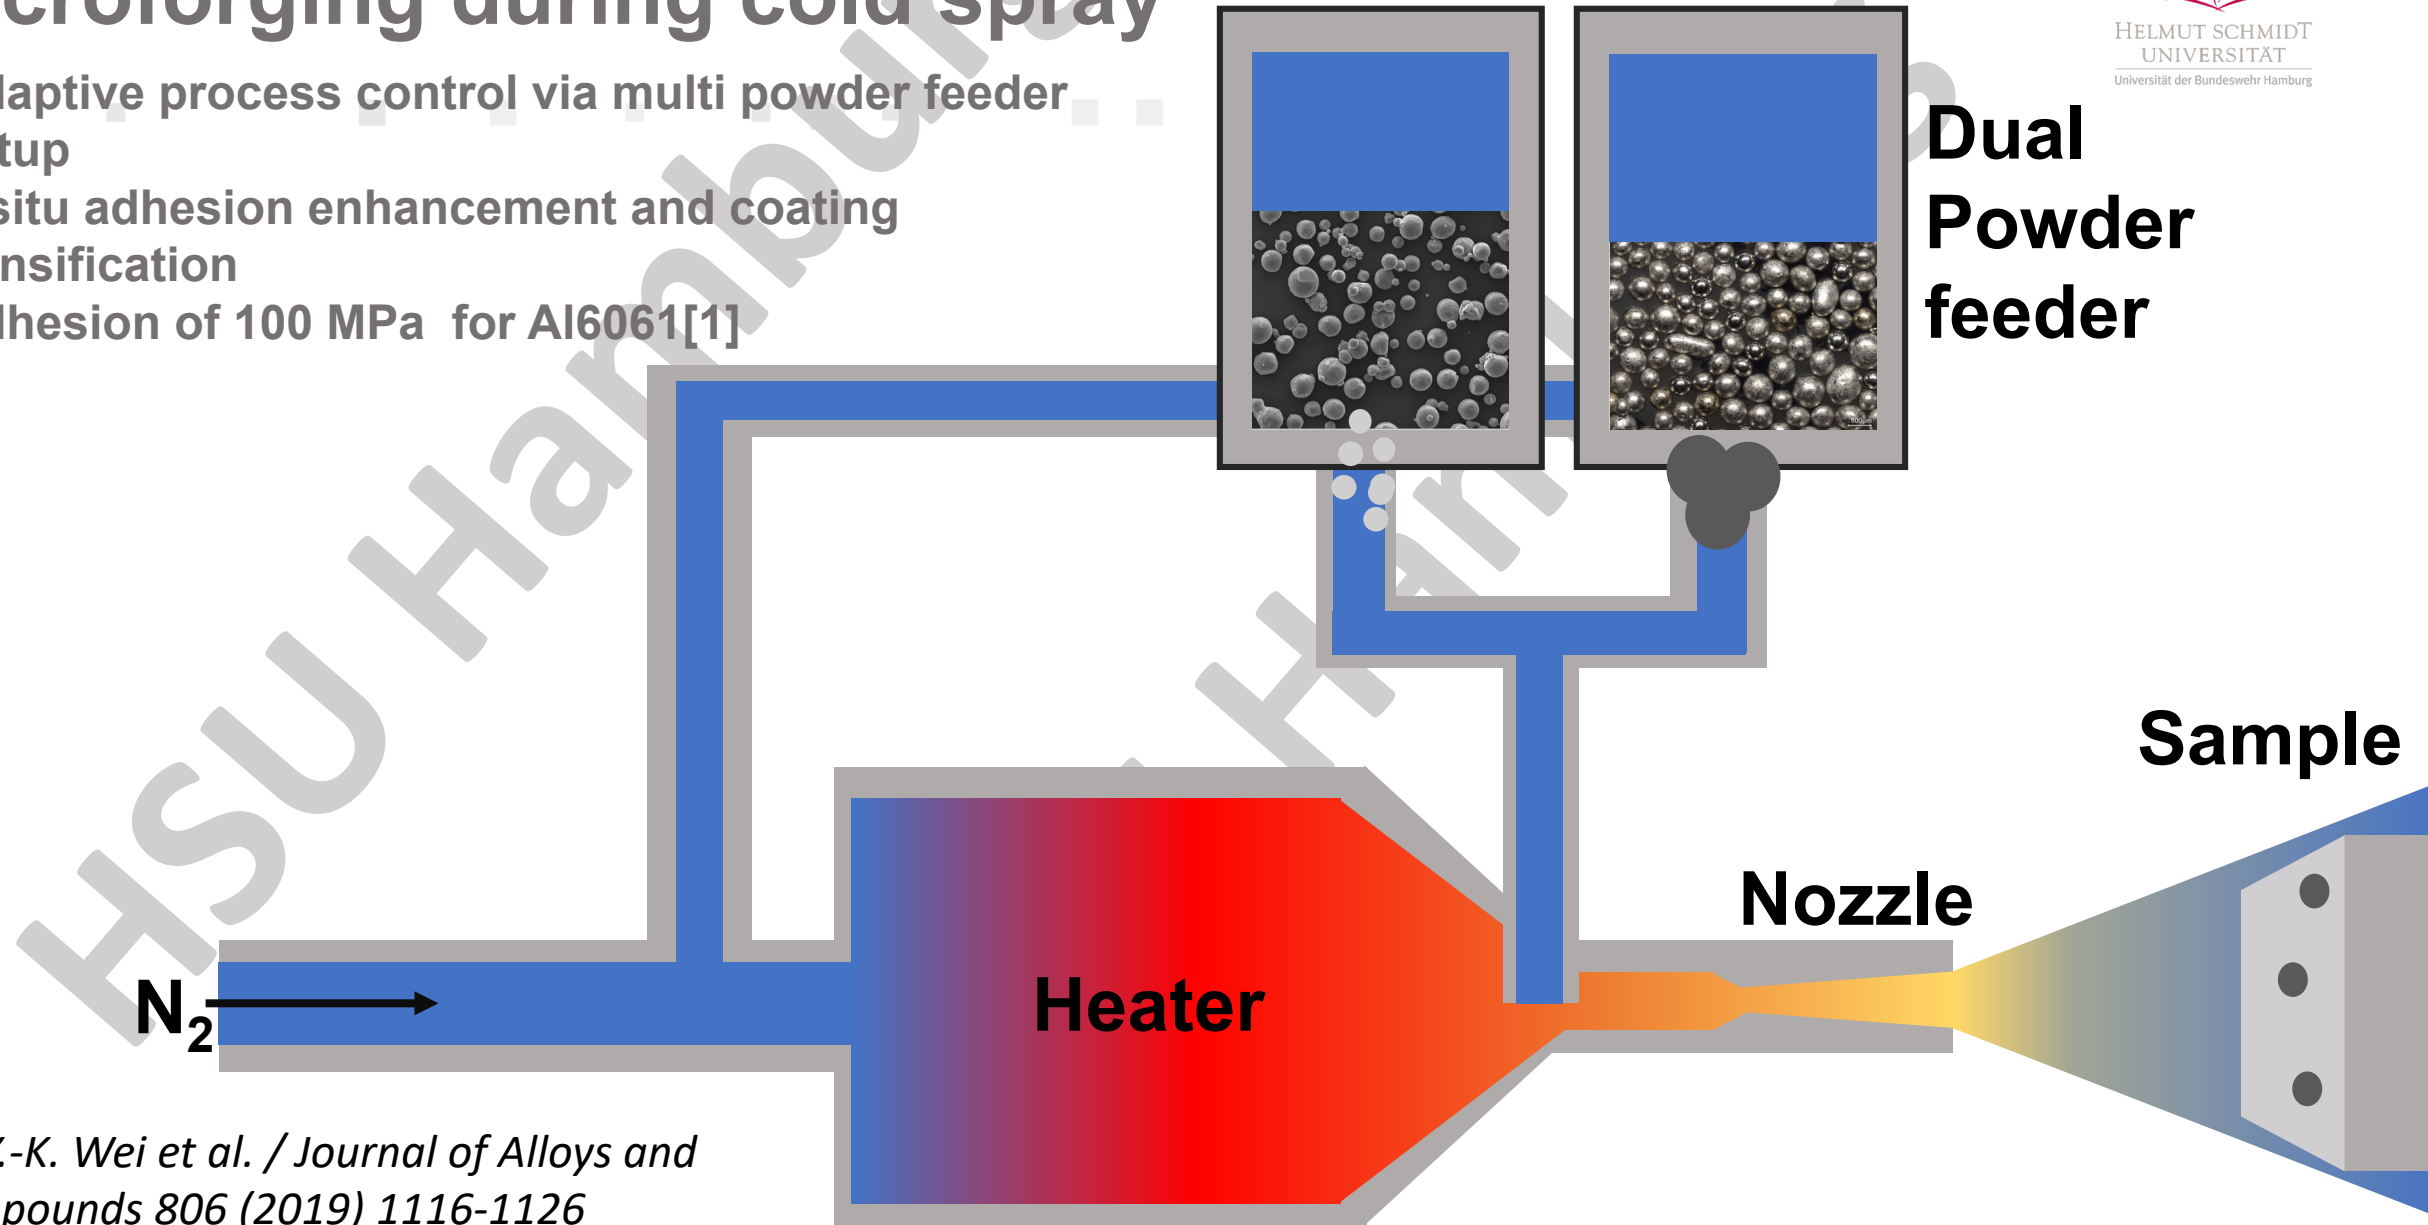 croforging during cold spray
laptive process control via multi powder feeder
tup
situ adhesion enhancement and coating
nsification
lhesion of 100 MPa  for Al6061[1]
HELMUT SCHMIDT
UNIVERSITÄT
Universität der Bundeswehr Hamburg
Dual
Powder
feeder
500µm
Sample
Nozzle
Heater
N₂
HSU Hamburg
.-K. Wei et al. / Journal of Alloys and
pounds 806 (2019) 1116-1126